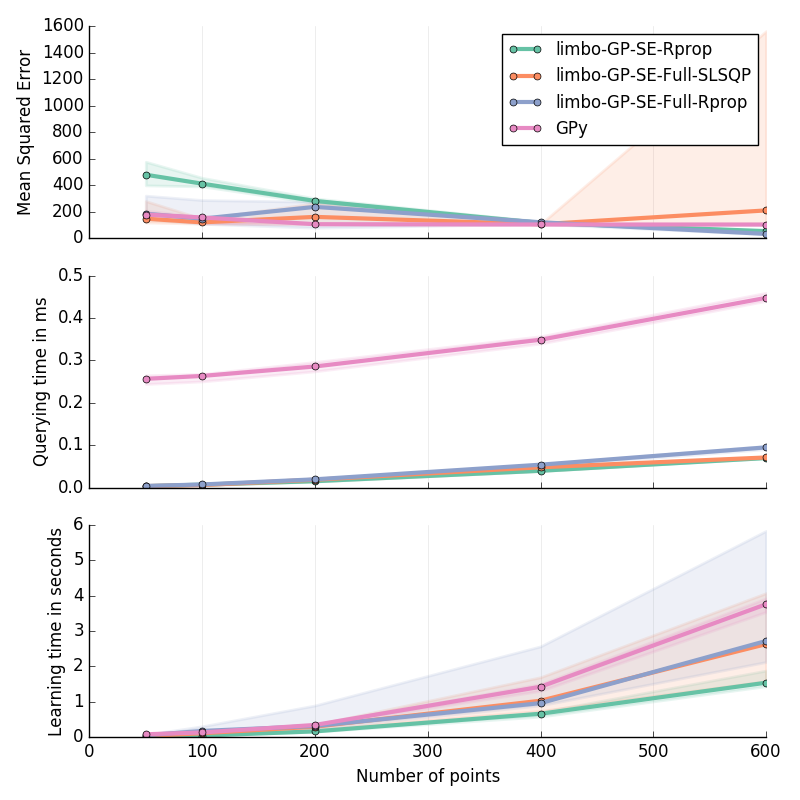 1600
1400
1200
1000
800
600
400
200
0
Mean Squared Error
limbo-GP-SE-Rprop
limbo-GP-SE-Full-SLSQP
limbo-GP-SE-Full-Rprop
GPy
0.5
0.4
0.3
0.2
0.1
0.0
Querying time in ms
6
5
4
3
2
1
0
Learning time in seconds
0 100 200 300 400 500 600
Number of points